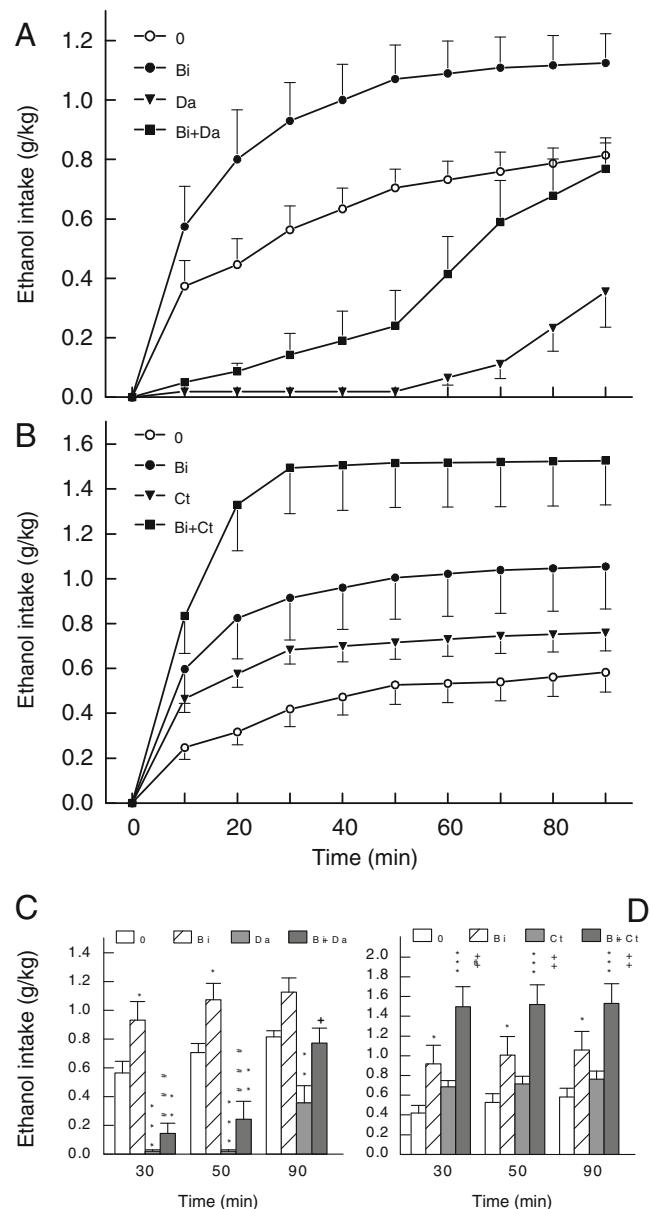 A
0
Bi
Da
Bi+Da
Ethanol intake (g/kg)
1.2
1.0
0.8
0.6
0.4
0.2
0.0
B
0
Bi
Ct
Bi+Ct
Ethanol intake (g/kg)
1.6
1.4
1.2
1.0
0.8
0.6
0.4
0.2
0.0
0 20 40 60 80
Time (min)
C
0 Bi Da Bi+Da
Ethanol intake (g/kg)
1.4
1.2
1.0
0.8
0.6
0.4
0.2
0.0
30 50 90
Time (min)
D
0 Bi Ct Bi+Ct
2.0
1.8
1.6
1.4
1.2
1.0
0.8
0.6
0.4
0.2
0.0
30 50 90
Time (min)